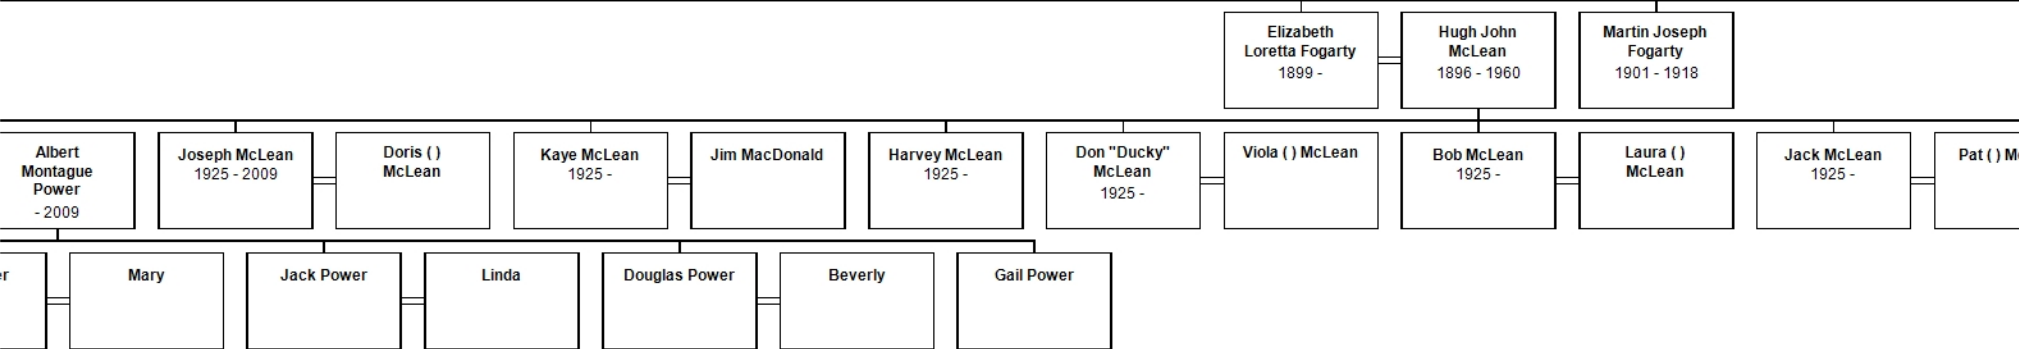 Elizabeth
Loretta Fogarty
1899 -
Hugh John
McLean
1896 - 1960
Martin Joseph
Fogarty
1901 - 1918
Albert
Montague
Power
- 2009
Joseph McLean
1925 - 2009
Doris ( )
McLean
Kaye McLean
1925 -
Jim MacDonald
Harvey McLean
1925 -
Don "Ducky"
McLean
1925 -
Viola ( ) McLean
Bob McLean
1925 -
Laura ( )
McLean
Jack McLean
1925 -
Pat ( )
Mary
Jack Power
Linda
Douglas Power
Beverly
Gail Power